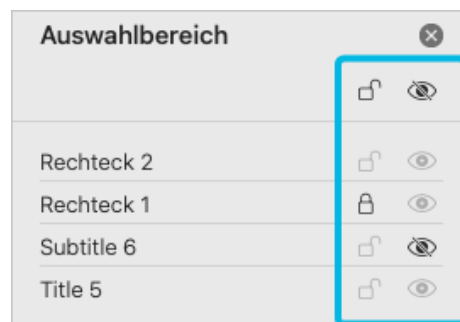 Auswahlbereich
Rechteck 2
Rechteck 1
Subtitle 6
Title 5